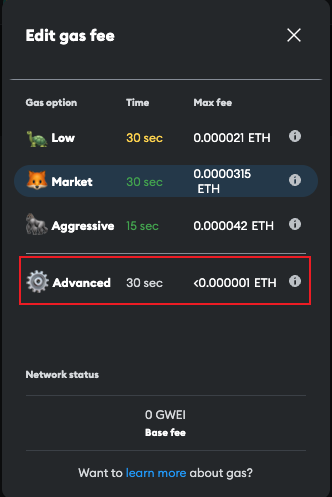 Edit gas fee
Gas option Time Max fee
Low 30 sec 0.000021 ETH
Market 30 sec 0.0000315 ETH
Aggressive 15 sec 0.000042 ETH
Advanced 30 sec <0.000001 ETH
Network status
0 GWEI
Base fee
Want to learn more about gas?